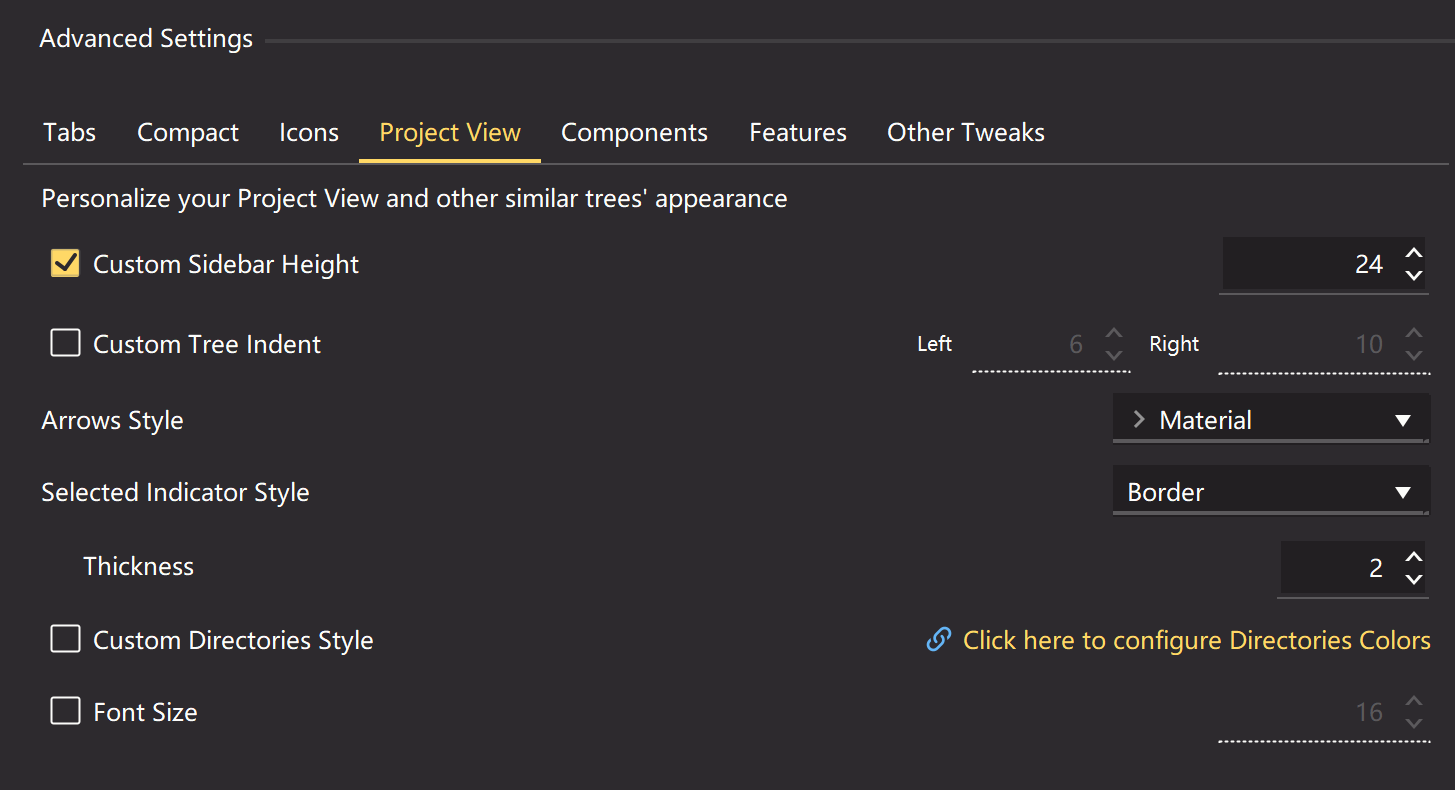 Advanced Settings
Tabs Compact Icons Project View Components Features Other Tweaks
Personalize your Project View and other similar trees' appearance
Custom Sidebar Height 24
Custom Tree Indent Left 6 Right 10
Arrows Style Material
Selected Indicator Style Border
Thickness 2
Custom Directories Style Click here to configure Directories Colors
Font Size 16